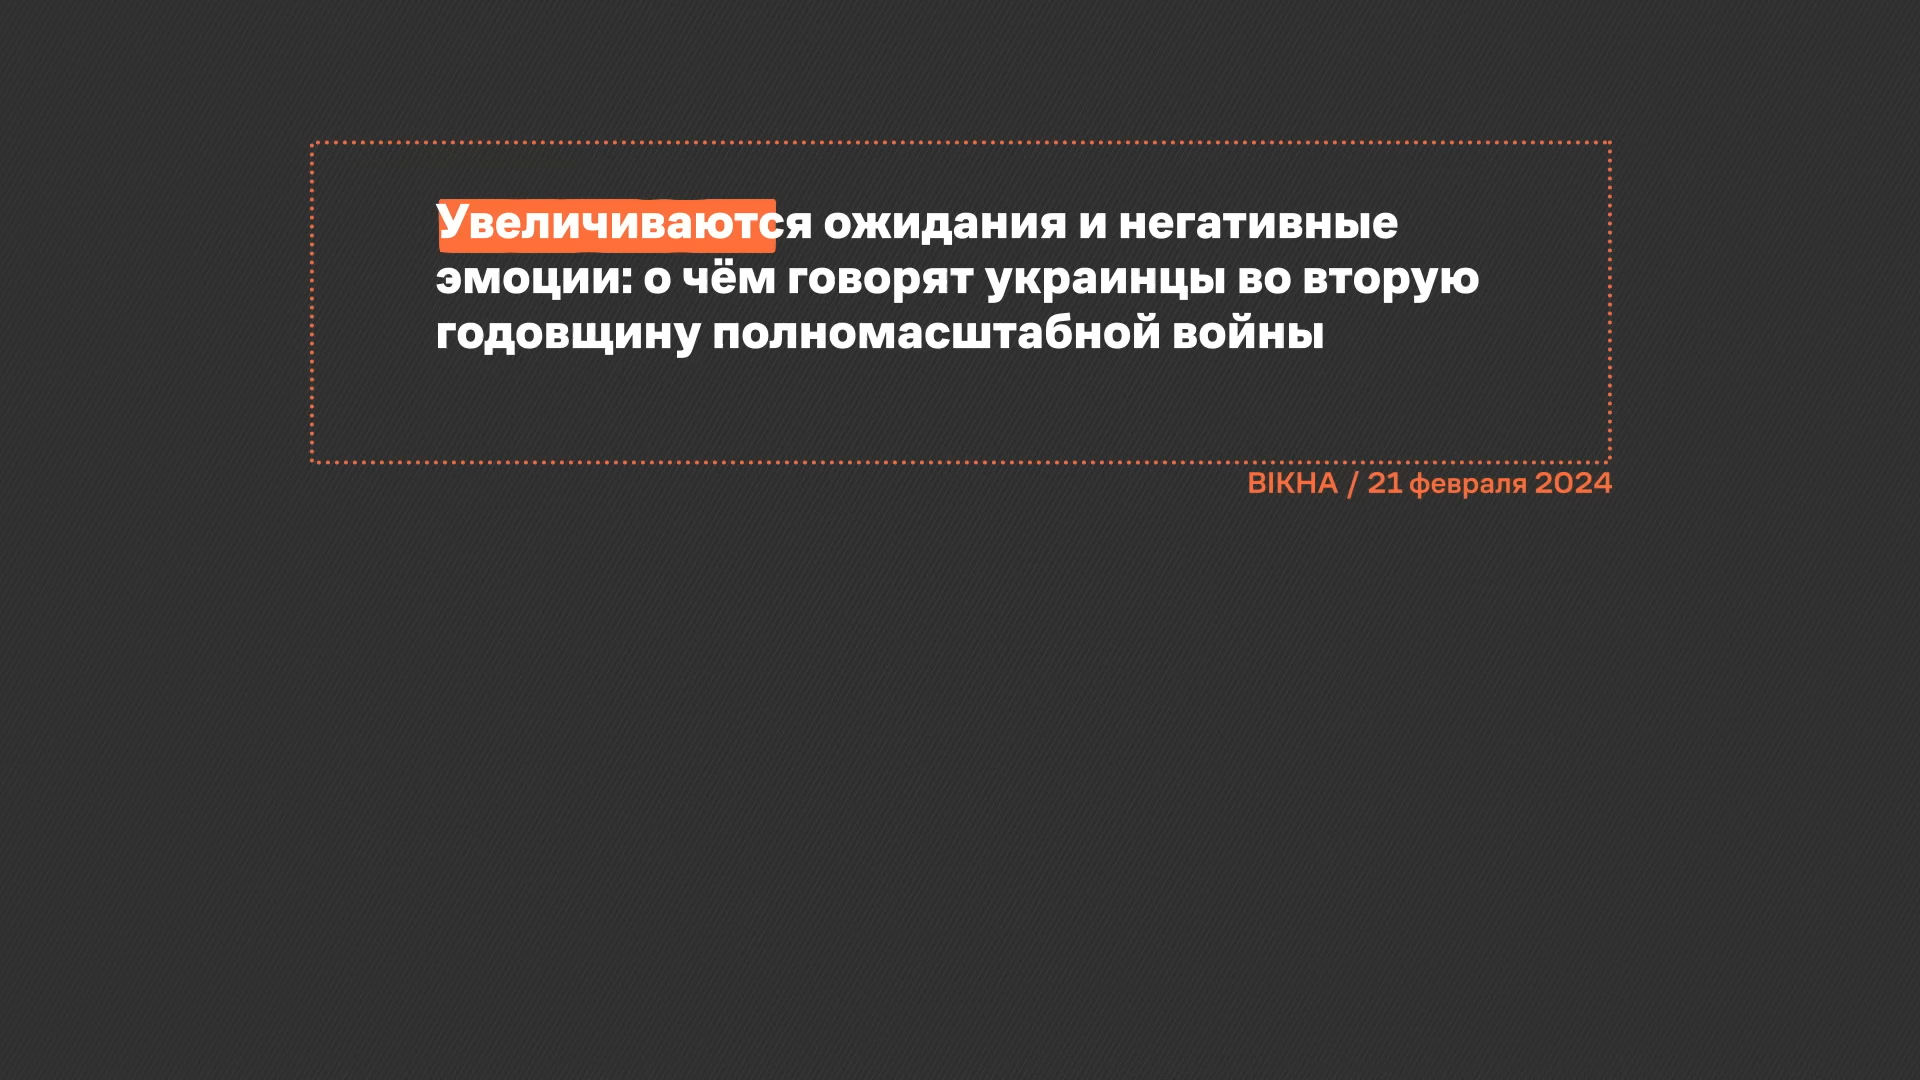 Увеличиваются ожидания и негативные
эмоции: о чём говорят украинцы во вторую
годовщину полномасштабной войны
ВІКНА / 21 февраля 2024